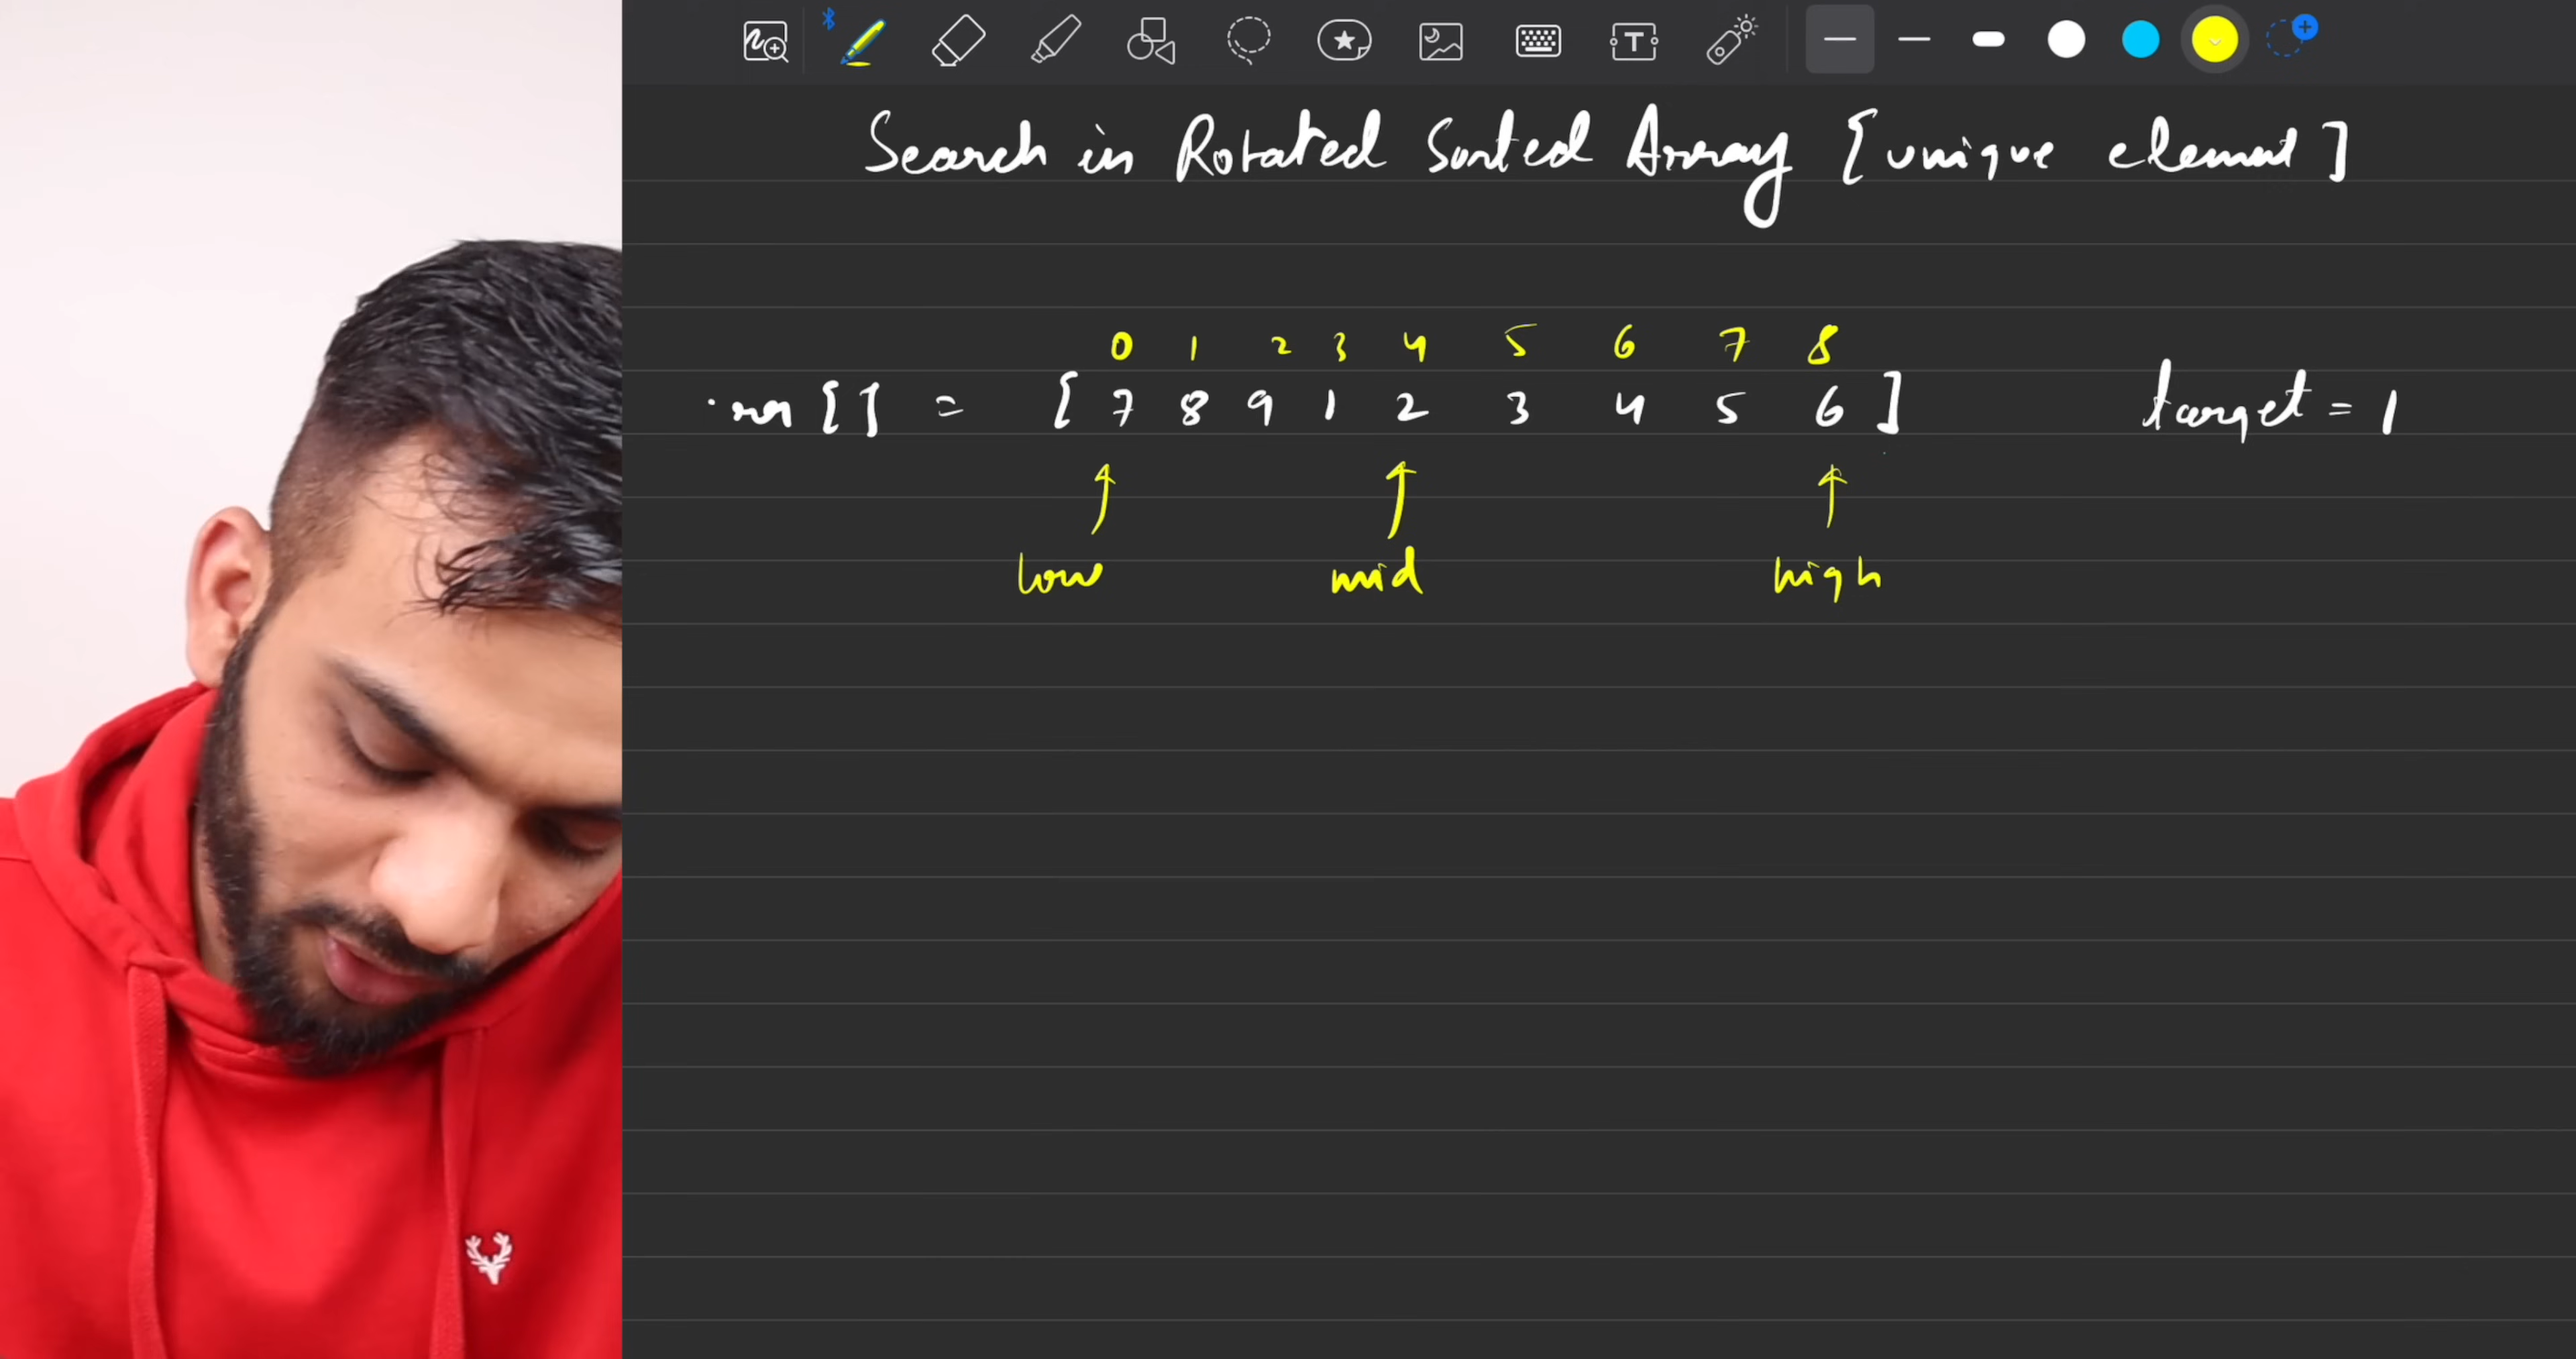 Search in Rotated Sorted Array [unique element]
0 1 2 3 4 5 6 7 8
arr[] = [ 7 8 9 1 2 3 4 5 6 ] target = 1
low mid high